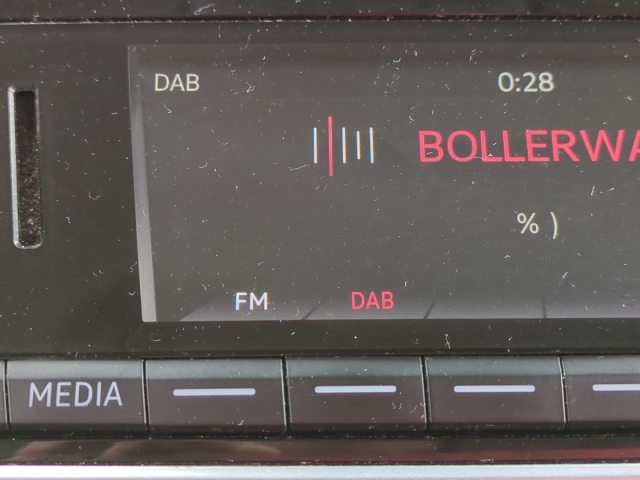 DAB 0:28
BOLLERWA
% )
FM DAB
MEDIA